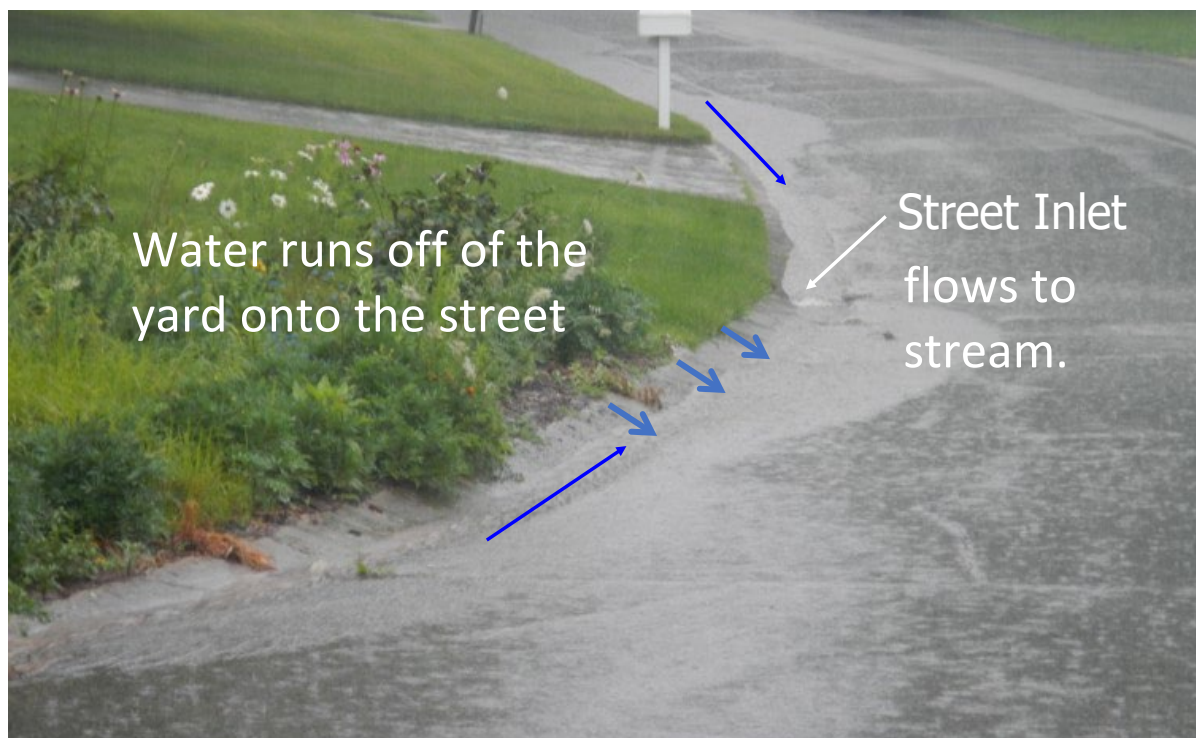 Water runs off of the
yard onto the street
Street Inlet
flows to
stream.